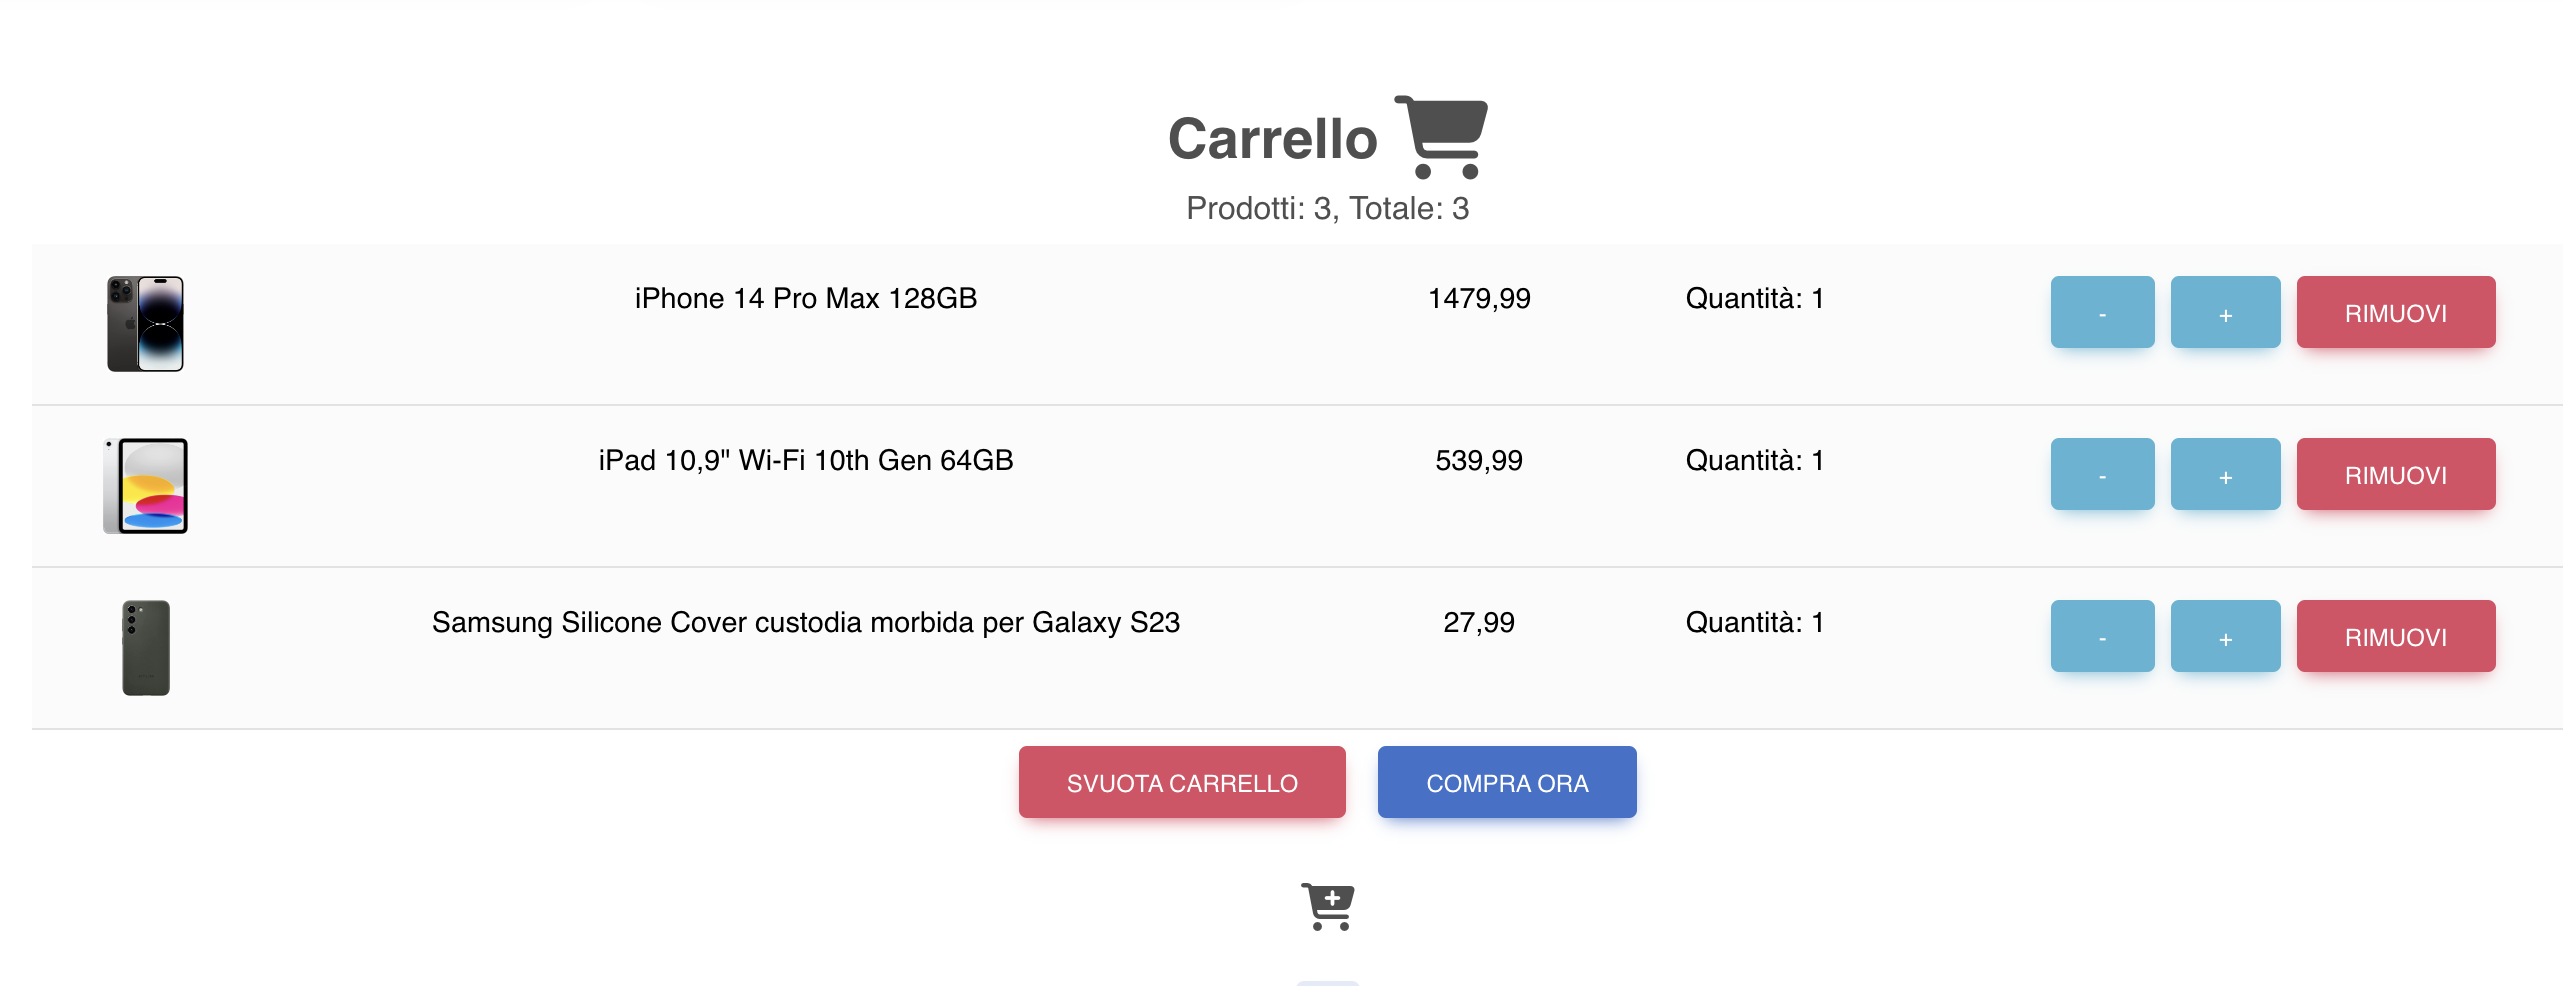 Carrello
Prodotti: 3, Totale: 3
iPhone 14 Pro Max 128GB 1479,99 Quantità: 1 - + RIMUOVI
iPad 10,9" Wi-Fi 10th Gen 64GB 539,99 Quantità: 1 - + RIMUOVI
Samsung Silicone Cover custodia morbida per Galaxy S23 27,99 Quantità: 1 - + RIMUOVI
SVUOTA CARRELLO COMPRA ORA